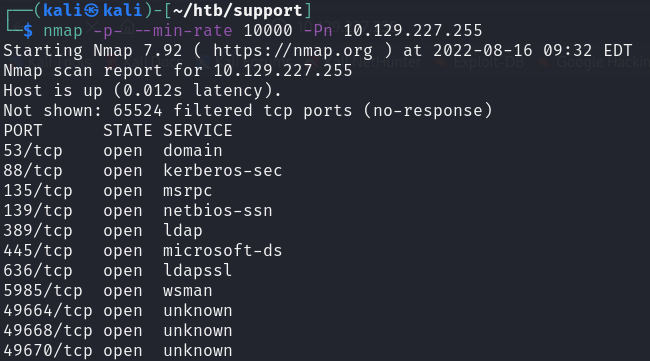 ┌──(kali㉿kali)-[~/htb/support]
└─$ nmap -p- --min-rate 10000 -Pn 10.129.227.255
Starting Nmap 7.92 ( https://nmap.org ) at 2022-08-16 09:32 EDT
Nmap scan report for 10.129.227.255
Host is up (0.012s latency).
Not shown: 65524 filtered tcp ports (no-response)
PORT      STATE SERVICE
53/tcp    open  domain
88/tcp    open  kerberos-sec
135/tcp   open  msrpc
139/tcp   open  netbios-ssn
389/tcp   open  ldap
445/tcp   open  microsoft-ds
636/tcp   open  ldapssl
5985/tcp  open  wsman
49664/tcp open  unknown
49668/tcp open  unknown
49670/tcp open  unknown